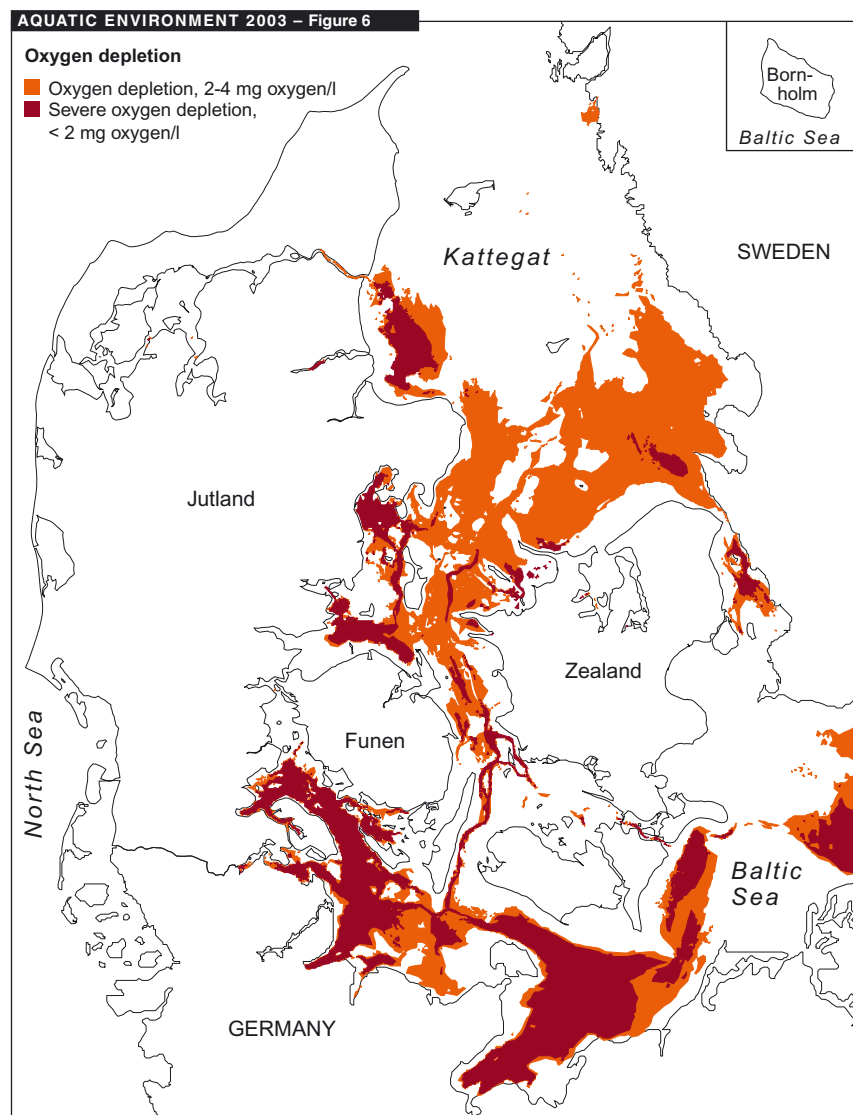 AQUATIC ENVIRONMENT 2003 – Figure 6
Oxygen depletion
Oxygen depletion, 2-4 mg oxygen/l
Severe oxygen depletion,
< 2 mg oxygen/l
Born-
holm
Baltic Sea
Kattegat
SWEDEN
Jutland
Zealand
Funen
North Sea
Baltic
Sea
GERMANY